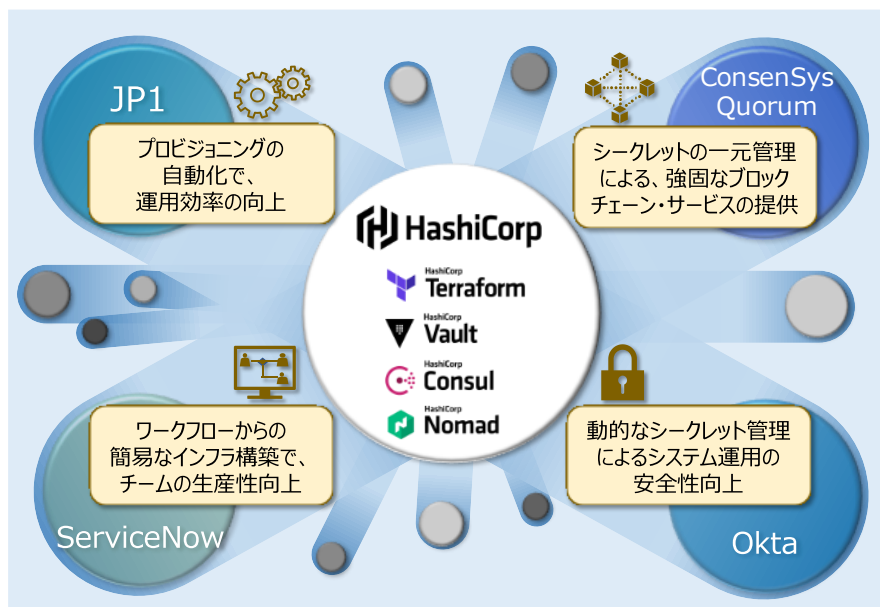 JP1
プロビジョニングの
自動化で、
運用効率の向上
ConsenSys
Quorum
シークレットの一元管理
による、強固なブロック
チェーン・サービスの提供
HashiCorp
HashiCorp
Terraform
HashiCorp
Vault
HashiCorp
Consul
HashiCorp
Nomad
ワークフローからの
簡易なインフラ構築で、
チームの生産性向上
ServiceNow
動的なシークレット管理
によるシステム運用の
安全性向上
Okta